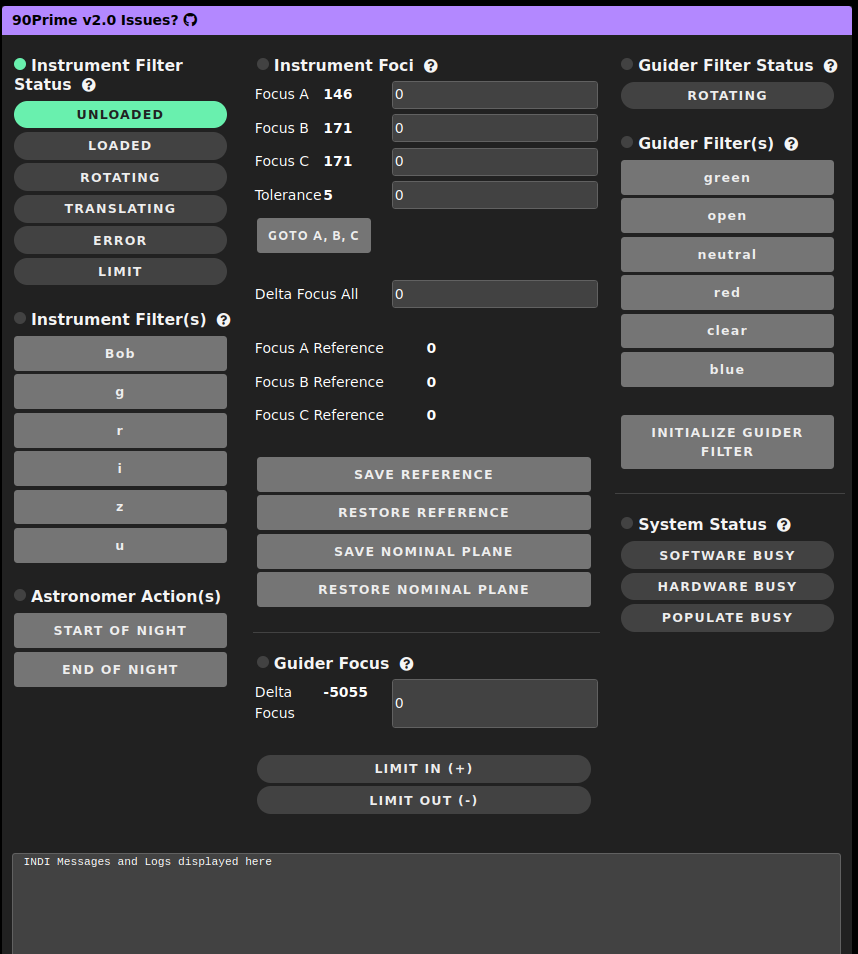 90Prime v2.0 Issues?
Instrument Filter
Status
UNLOADED
LOADED
ROTATING
TRANSLATING
ERROR
LIMIT
Instrument Filter(s)
Bob
g
r
i
z
u
Astronomer Action(s)
START OF NIGHT
END OF NIGHT
Instrument Foci
Focus A 146 0
Focus B 171 0
Focus C 171 0
Tolerance 5 0
GOTO A, B, C
Delta Focus All 0
Focus A Reference 0
Focus B Reference 0
Focus C Reference 0
SAVE REFERENCE
RESTORE REFERENCE
SAVE NOMINAL PLANE
RESTORE NOMINAL PLANE
Guider Focus
Delta -5055 0
Focus
LIMIT IN (+)
LIMIT OUT (-)
Guider Filter Status
ROTATING
Guider Filter(s)
green
open
neutral
red
clear
blue
INITIALIZE GUIDER
FILTER
System Status
SOFTWARE BUSY
HARDWARE BUSY
POPULATE BUSY
INDI Messages and Logs displayed here